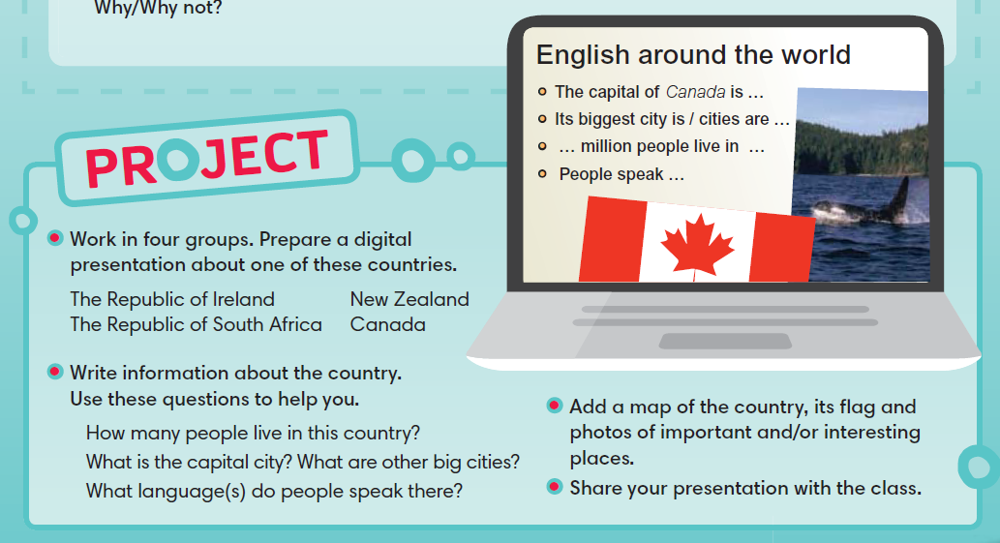 Why/Why not?
English around the world
The capital of Canada is ...
Its biggest city is / cities are ...
... million people live in ...
People speak ...
PROJECT
Work in four groups. Prepare a digital
presentation about one of these countries.
The Republic of Ireland New Zealand
The Republic of South Africa Canada
Write information about the country.
Use these questions to help you.
How many people live in this country?
What is the capital city? What are other big cities?
What language(s) do people speak there?
Add a map of the country, its flag and
photos of important and/or interesting
places.
Share your presentation with the class.